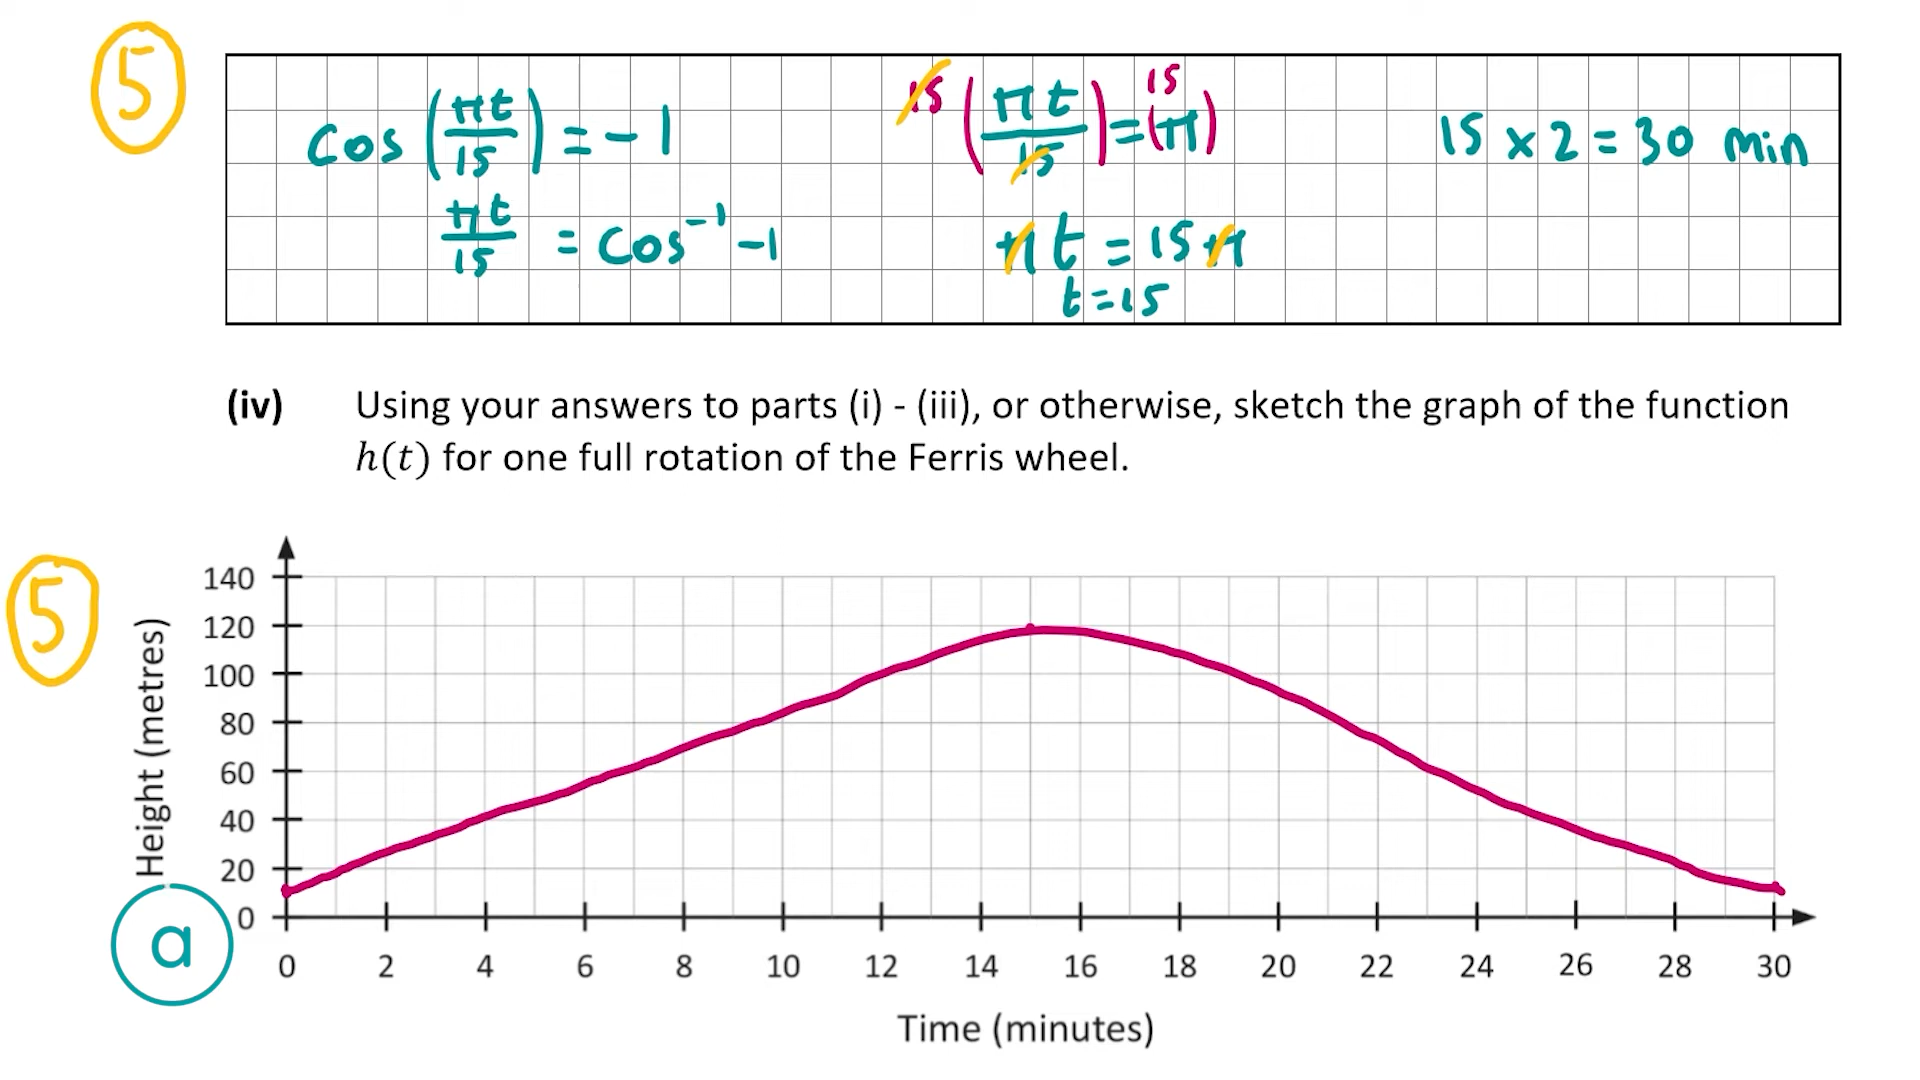 5
cos(πt/15) = -1
πt/15 = cos⁻¹ -1
15(πt/15) = 15(π)
πt = 15π
t = 15
15 x 2 = 30 min
(iv) Using your answers to parts (i) - (iii), or otherwise, sketch the graph of the function
h(t) for one full rotation of the Ferris wheel.
5
Height (metres)
140
120
100
80
60
40
20
0
a
0 2 4 6 8 10 12 14 16 18 20 22 24 26 28 30
Time (minutes)